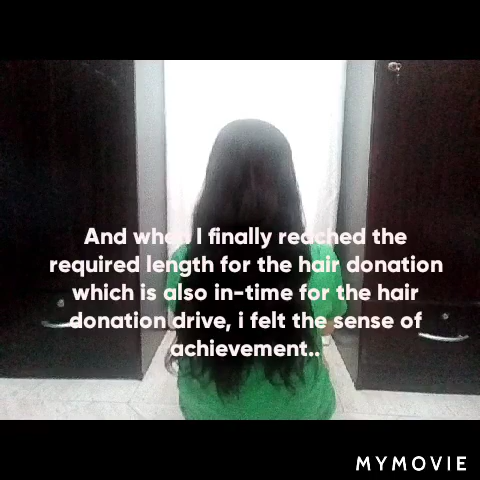 And when I finally reached the
required length for the hair donation
which is also in-time for the hair
donation drive, i felt the sense of
achievement..
MYMOVIE